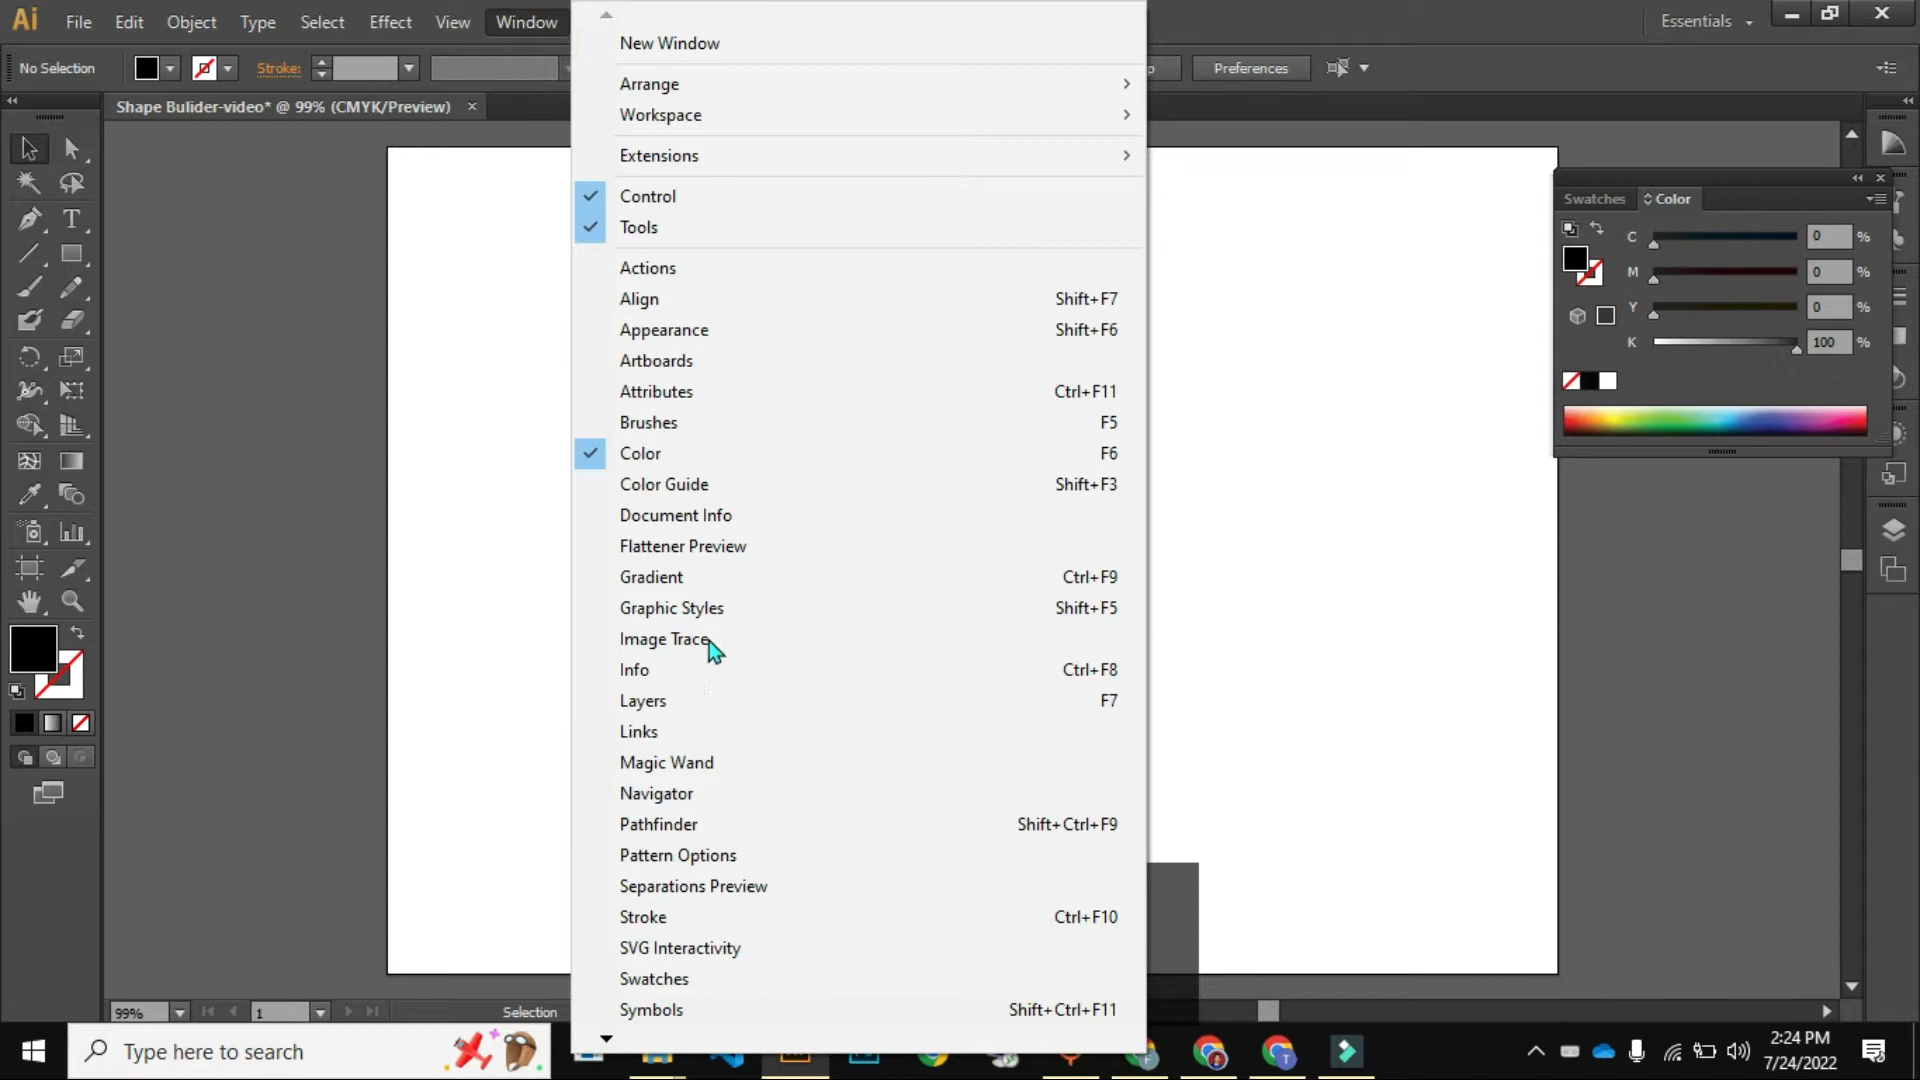 Ai File Edit Object Type Select Effect View Window
Essentials
No Selection
Stroke:
Preferences
Shape Bulider-video* @ 99% (CMYK/Preview)
New Window
Arrange
Workspace
Extensions
Control
Tools
Actions
Align Shift+F7
Appearance Shift+F6
Artboards
Attributes Ctrl+F11
Brushes F5
Color F6
Color Guide Shift+F3
Document Info
Flattener Preview
Gradient Ctrl+F9
Graphic Styles Shift+F5
Image Trace
Info Ctrl+F8
Layers F7
Links
Magic Wand
Navigator
Pathfinder Shift+Ctrl+F9
Pattern Options
Separations Preview
Stroke Ctrl+F10
SVG Interactivity
Swatches
Symbols Shift+Ctrl+F11
Swatches Color
C 0 %
M 0 %
Y 0 %
K 100 %
99% 1 Selection
Type here to search
2:24 PM
7/24/2022